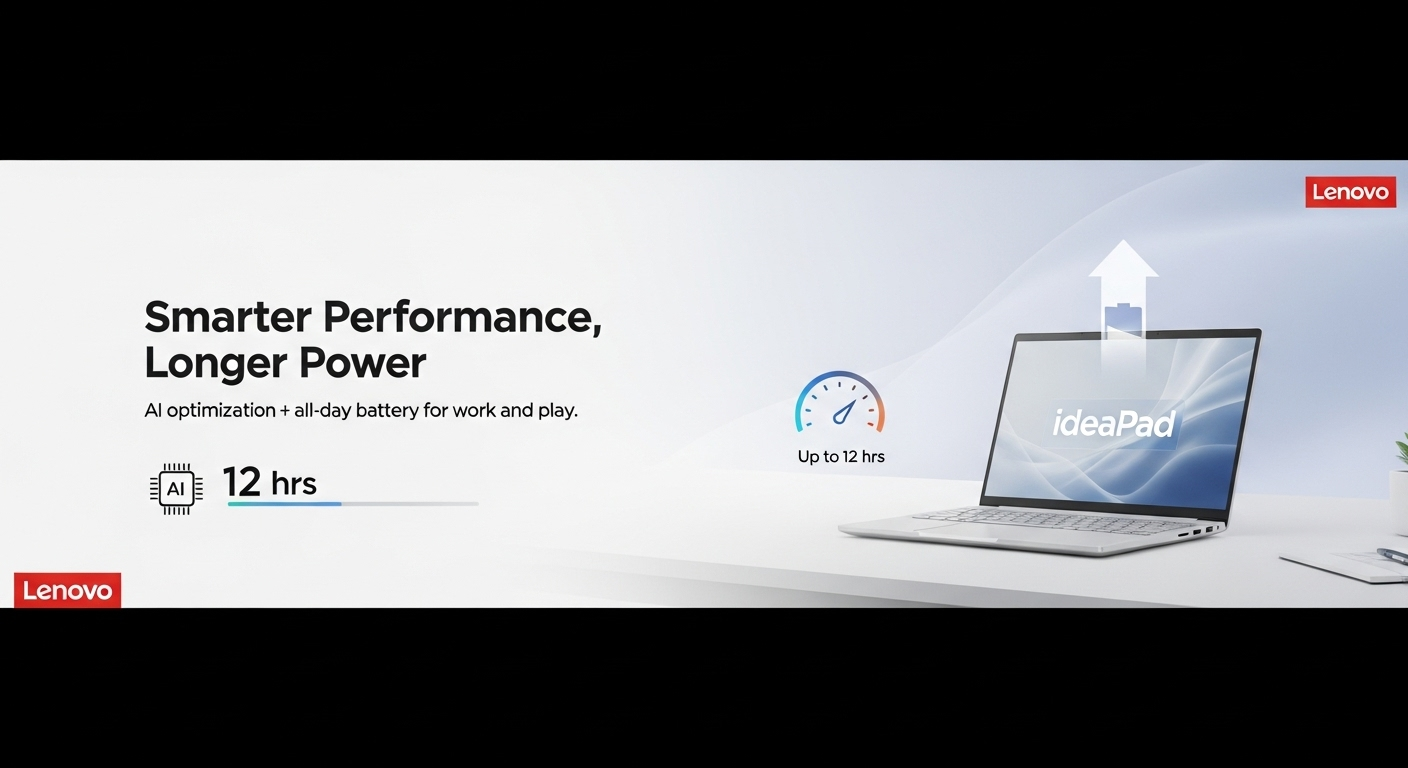 Lenovo
Smarter Performance,
Longer Power
AI optimization + all-day battery for work and play.
AI
12 hrs
Up to 12 hrs
ideaPad
Lenovo